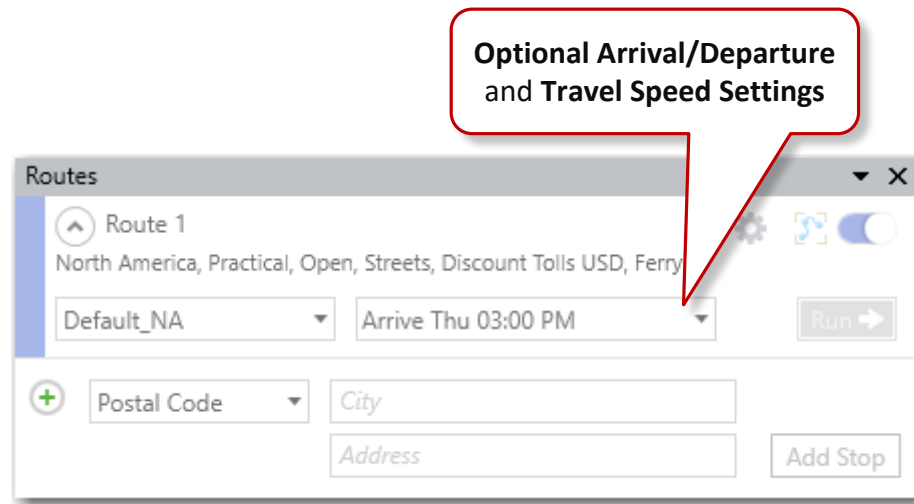 Optional Arrival/Departure
and Travel Speed Settings
Routes
Route 1
North America, Practical, Open, Streets, Discount Tolls USD, Ferry
Default_NA
Arrive Thu 03:00 PM
Run
Postal Code
City
Address
Add Stop